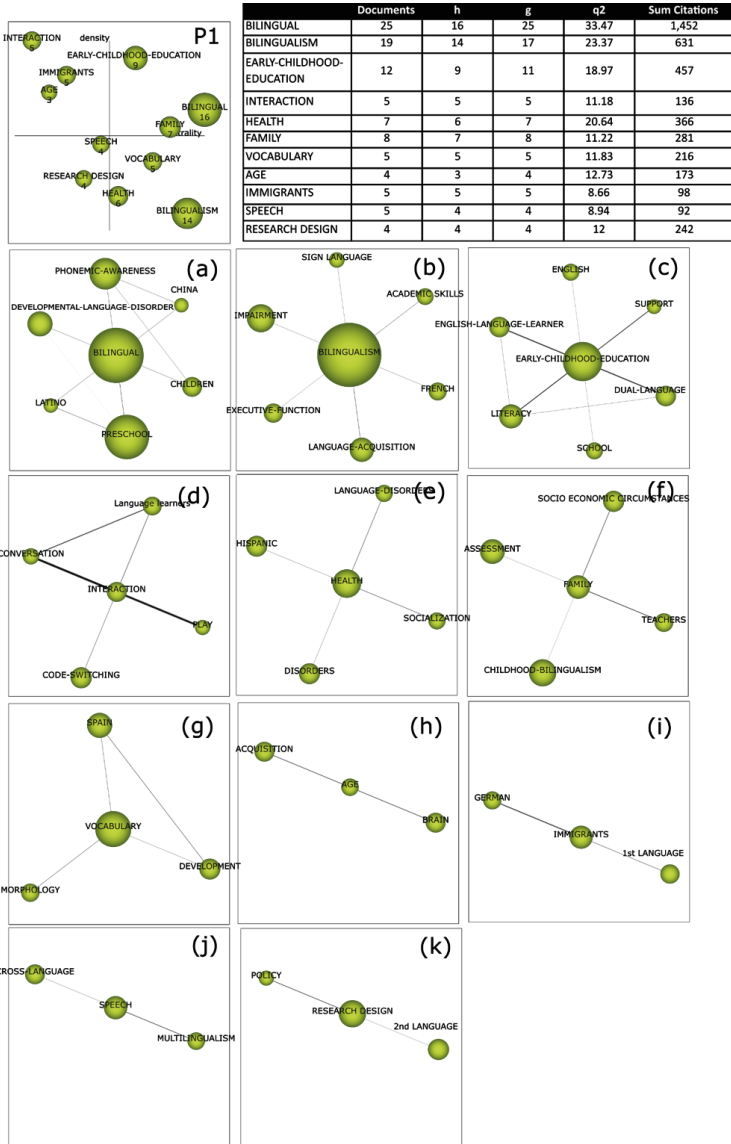 P1
density
INTERACTION
5
EARLY-CHILDHOOD-EDUCATION
9
IMMIGRANTS
5
AGE
3
BILINGUAL
16
FAMILY
7
trality
SPEECH
4
VOCABULARY
5
RESEARCH DESIGN
4
HEALTH
6
BILINGUALISM
14
Documents h g q2 Sum Citations
BILINGUAL 25 16 25 33.47 1,452
BILINGUALISM 19 14 17 23.37 631
EARLY-CHILDHOOD-
EDUCATION 12 9 11 18.97 457
INTERACTION 5 5 5 11.18 136
HEALTH 7 6 7 20.64 366
FAMILY 8 7 8 11.22 281
VOCABULARY 5 5 5 11.83 216
AGE 4 3 4 12.73 173
IMMIGRANTS 5 5 5 8.66 98
SPEECH 5 4 4 8.94 92
RESEARCH DESIGN 4 4 4 12 242
(a)
PHONEMIC-AWARENESS
CHINA
DEVELOPMENTAL-LANGUAGE-DISORDER
BILINGUAL
CHILDREN
LATINO
PRESCHOOL
(b)
SIGN LANGUAGE
ACADEMIC SKILLS
IMPAIRMENT
BILINGUALISM
FRENCH
EXECUTIVE-FUNCTION
LANGUAGE-ACQUISITION
(c)
ENGLISH
SUPPORT
ENGLISH-LANGUAGE-LEARNER
EARLY-CHILDHOOD-EDUCATION
DUAL-LANGUAGE
LITERACY
SCHOOL
(d)
Language learners
CONVERSATION
INTERACTION
PLAY
CODE-SWITCHING
(e)
LANGUAGE-DISORDERS
HISPANIC
HEALTH
SOCIALIZATION
DISORDERS
(f)
SOCIO ECONOMIC CIRCUMSTANCES
ASSESSMENT
FAMILY
TEACHERS
CHILDHOOD-BILINGUALISM
(g)
SPAIN
VOCABULARY
DEVELOPMENT
MORPHOLOGY
(h)
ACQUISITION
AGE
BRAIN
(i)
GERMAN
IMMIGRANTS
1st LANGUAGE
(j)
CROSS-LANGUAGE
SPEECH
MULTILINGUALISM
(k)
POLICY
RESEARCH DESIGN
2nd LANGUAGE